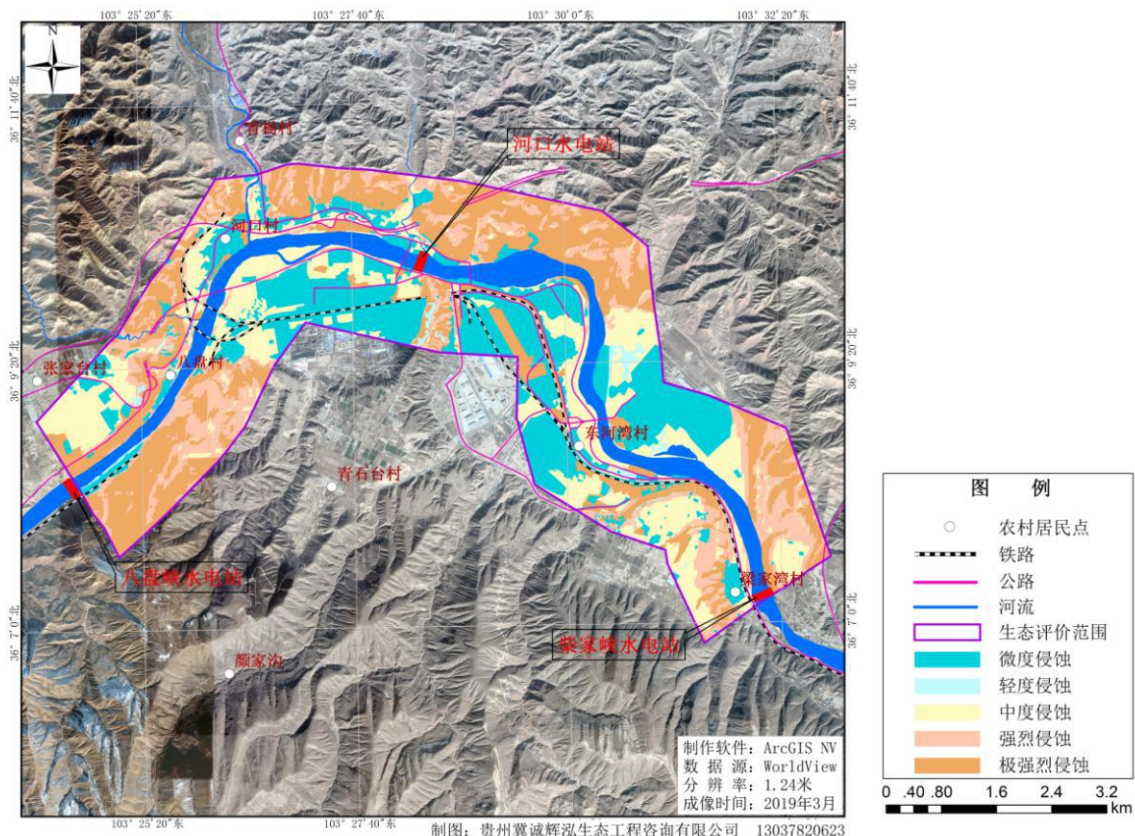 103° 25′ 20″东
103° 27′ 40″东
103° 30′ 0″东
103° 32′ 20″东
N
36° 11′ 40″北
36° 11′ 40″北
青杨村
河口水电站
河口村
36° 9′ 20″北
36° 9′ 20″北
张家台村
八盘村
东河湾村
青石台村
八盘峡水电站
梁家湾村
柴家峡水电站
36° 7′ 0″北
36° 7′ 0″北
颜家沟
制作软件: ArcGIS NV
数 据 源: WorldView
分 辨 率: 1.24米
成像时间: 2019年3月
103° 25′ 20″东
103° 27′ 40″东
制图: 贵州冀诚辉泓生态工程咨询有限公司 13037820623
图 例
农村居民点
铁路
公路
河流
生态评价范围
微度侵蚀
轻度侵蚀
中度侵蚀
强烈侵蚀
极强烈侵蚀
0 .40 .80 1.6 2.4 3.2
km